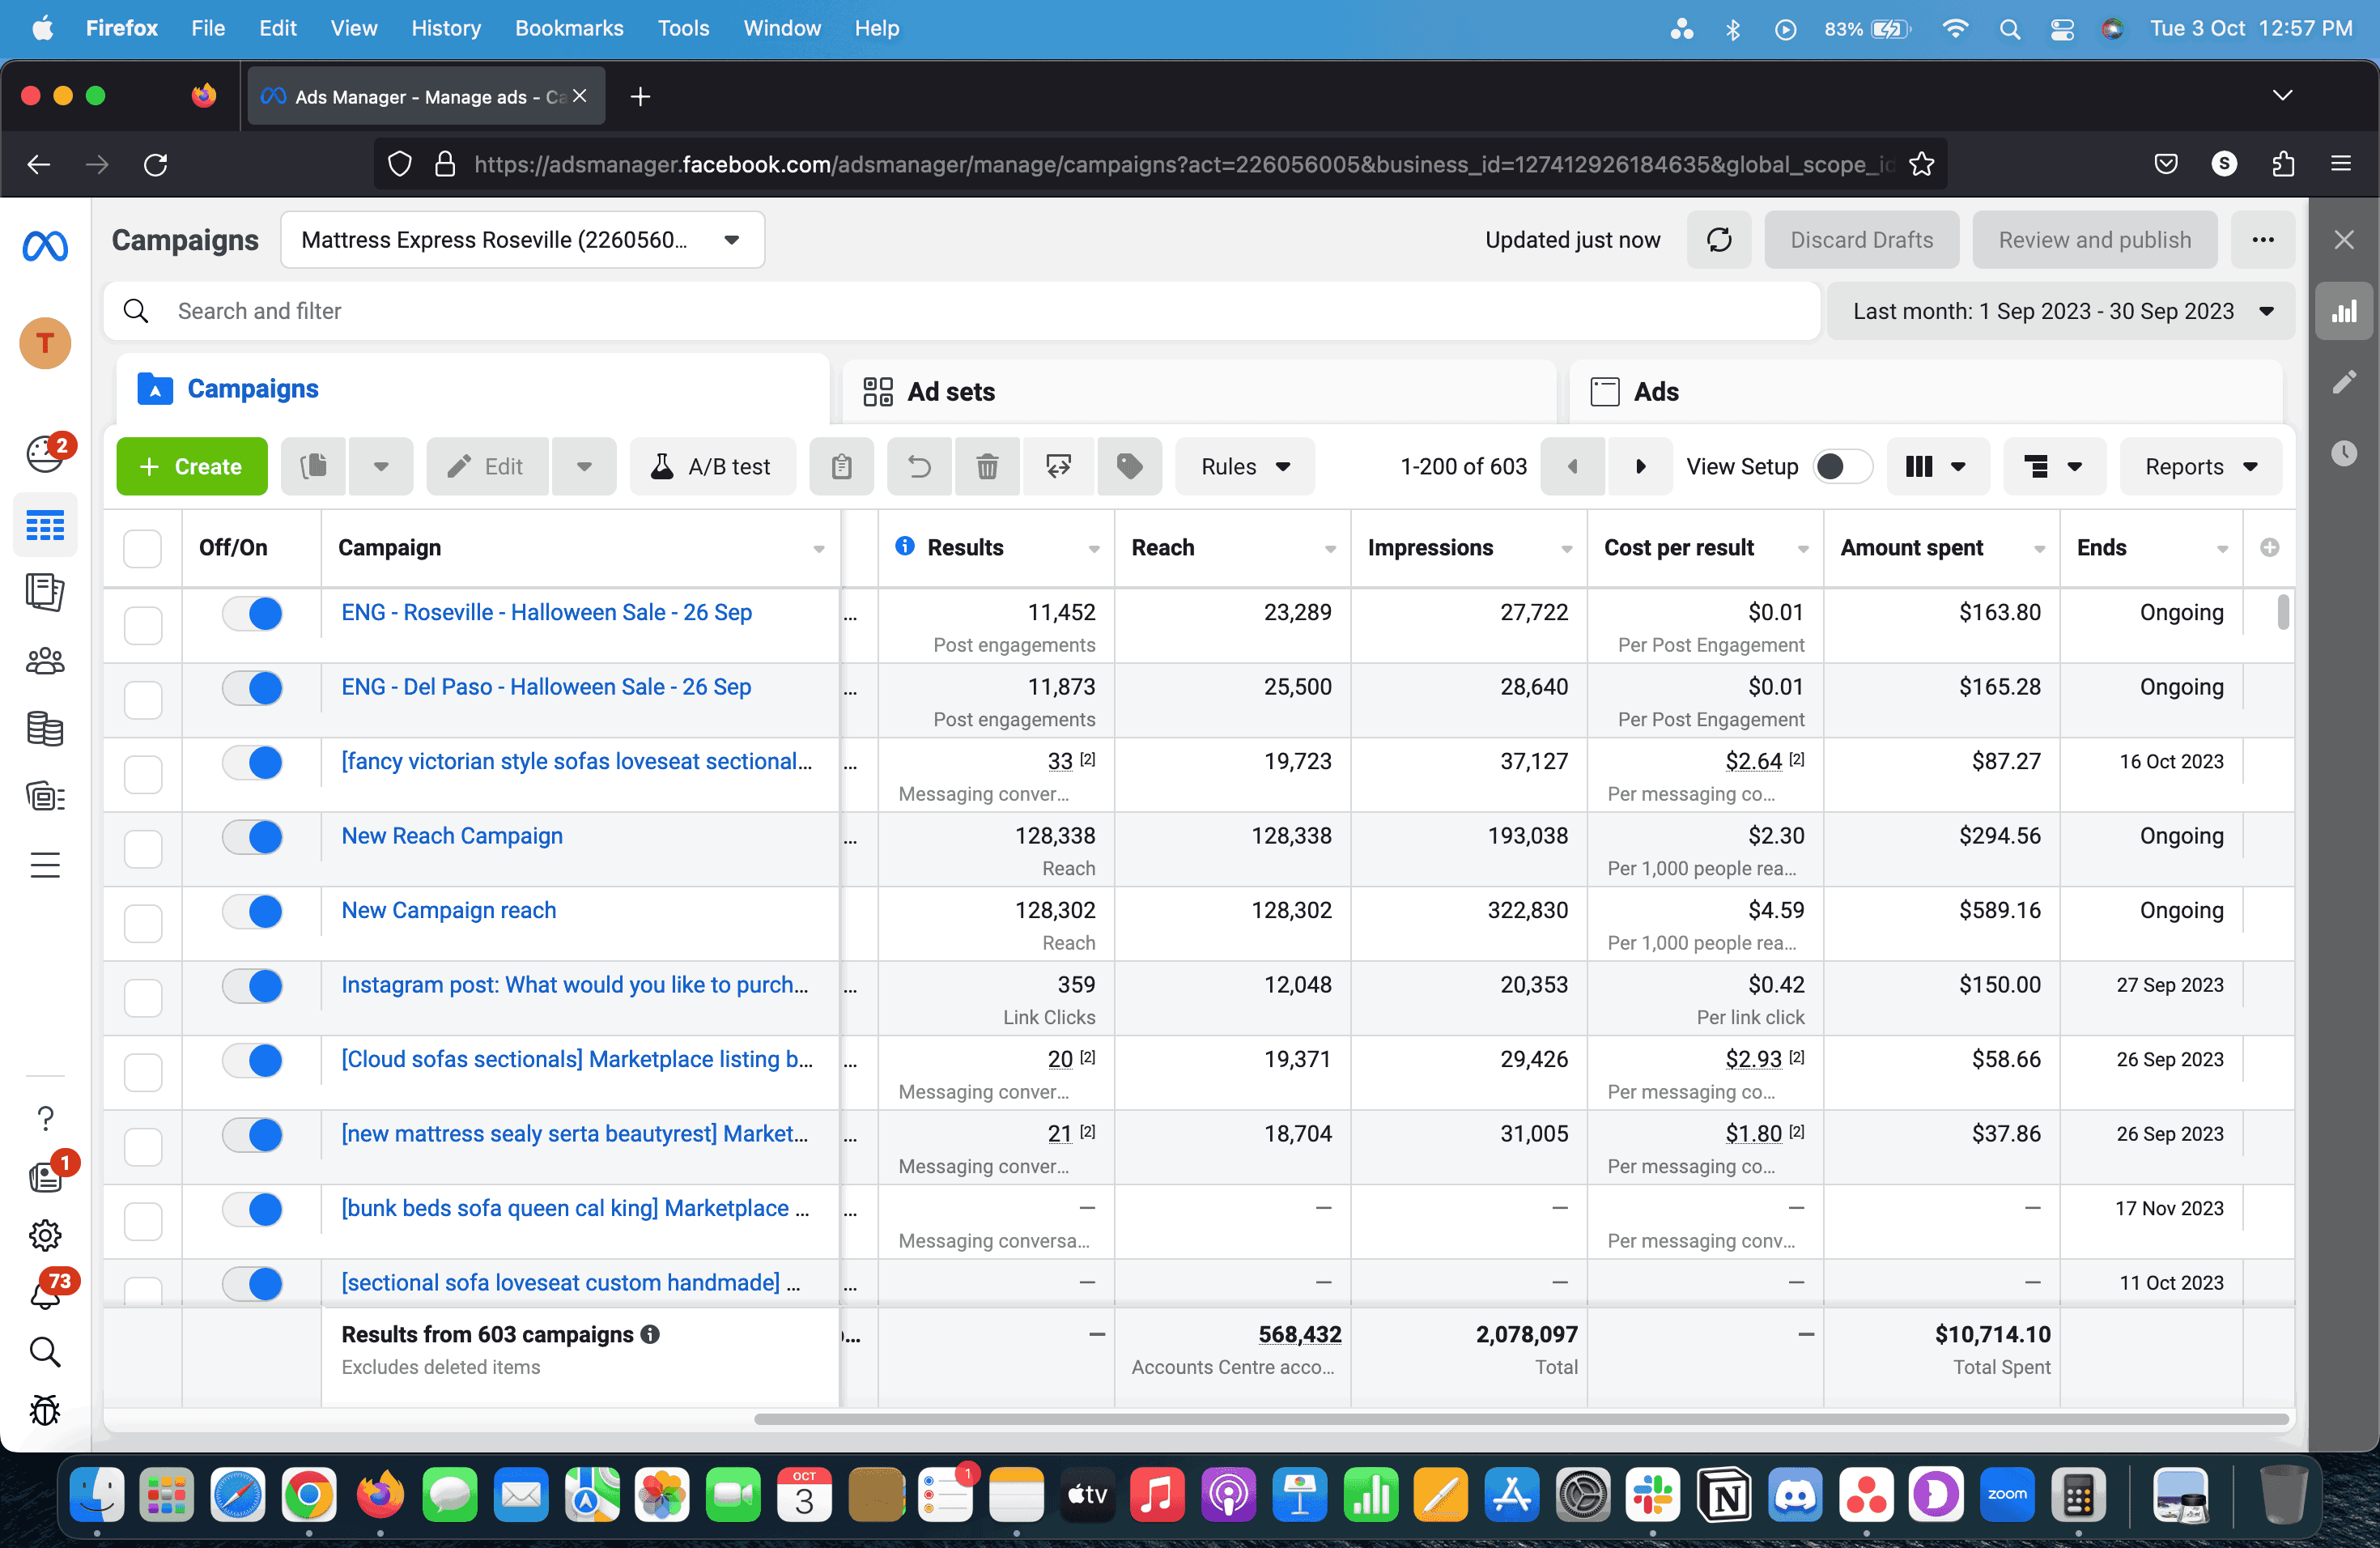 Firefox File Edit View History Bookmarks Tools Window Help 83% Tue 3 Oct 12:57 PM
Ads Manager - Manage ads - Ca
https://adsmanager.facebook.com/adsmanager/manage/campaigns?act=226056005&business_id=127412926184635&global_scope_id S
Campaigns Mattress Express Roseville (2260560... Updated just now Discard Drafts Review and publish
Search and filter Last month: 1 Sep 2023 - 30 Sep 2023
T
Campaigns Ad sets Ads
2
+ Create Edit A/B test Rules 1-200 of 603 View Setup Reports
Off/On Campaign Results Reach Impressions Cost per result Amount spent Ends
ENG - Roseville - Halloween Sale - 26 Sep ... 11,452 23,289 27,722 $0.01 $163.80 Ongoing
Post engagements Per Post Engagement
ENG - Del Paso - Halloween Sale - 26 Sep ... 11,873 25,500 28,640 $0.01 $165.28 Ongoing
Post engagements Per Post Engagement
[fancy victorian style sofas loveseat sectional... ... 33 [2] 19,723 37,127 $2.64 [2] $87.27 16 Oct 2023
Messaging conver... Per messaging co...
New Reach Campaign ... 128,338 128,338 193,038 $2.30 $294.56 Ongoing
Reach Per 1,000 people rea...
New Campaign reach ... 128,302 128,302 322,830 $4.59 $589.16 Ongoing
Reach Per 1,000 people rea...
Instagram post: What would you like to purch... ... 359 12,048 20,353 $0.42 $150.00 27 Sep 2023
Link Clicks Per link click
[Cloud sofas sectionals] Marketplace listing b... ... 20 [2] 19,371 29,426 $2.93 [2] $58.66 26 Sep 2023
Messaging conver... Per messaging co...
[new mattress sealy serta beautyrest] Market... ... 21 [2] 18,704 31,005 $1.80 [2] $37.86 26 Sep 2023
Messaging conver... Per messaging co...
1
[bunk beds sofa queen cal king] Marketplace ... ... — — — — — 17 Nov 2023
Messaging conversa... Per messaging conv...
73
[sectional sofa loveseat custom handmade] ... ... — — — — — 11 Oct 2023
Results from 603 campaigns ... — 568,432 2,078,097 — $10,714.10
Excludes deleted items Accounts Centre acco... Total Total Spent
OCT 3 1 tv zoom